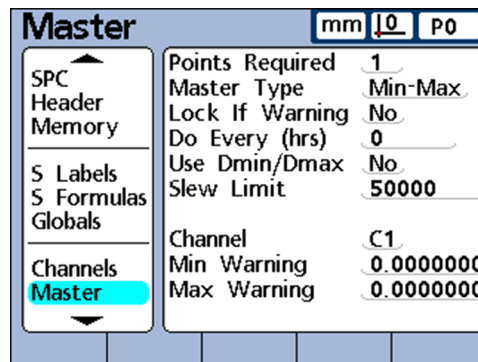 Master mm 0 P0
SPC
Header
Memory
S Labels
S Formulas
Globals
Channels
Master
Points Required 1
Master Type Min-Max
Lock If Warning No
Do Every (hrs) 0
Use Dmin/Dmax No
Slew Limit 50000
Channel C1
Min Warning 0.0000000
Max Warning 0.0000000